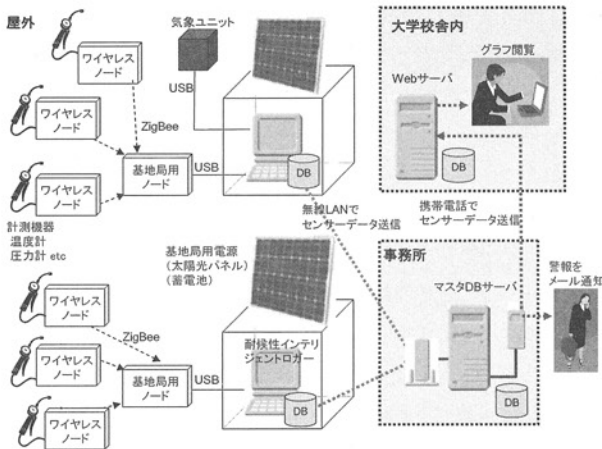 屋外
ワイヤレス
ノード
ワイヤレス
ノード
ワイヤレス
ノード
計測機器
温度計
圧力計 etc
ZigBee
基地局用
ノード
USB
気象ユニット
USB
DB
無線LANで
センサーデータ送信
基地局用電源
(太陽光パネル)
(蓄電池)
ワイヤレス
ノード
ワイヤレス
ノード
ワイヤレス
ノード
ZigBee
基地局用
ノード
USB
耐候性インテリ
ジェントロガー
DB
大学校舎内
グラフ閲覧
Webサーバ
DB
携帯電話で
センサーデータ送信
事務所
マスタDBサーバ
DB
警報を
メール通知